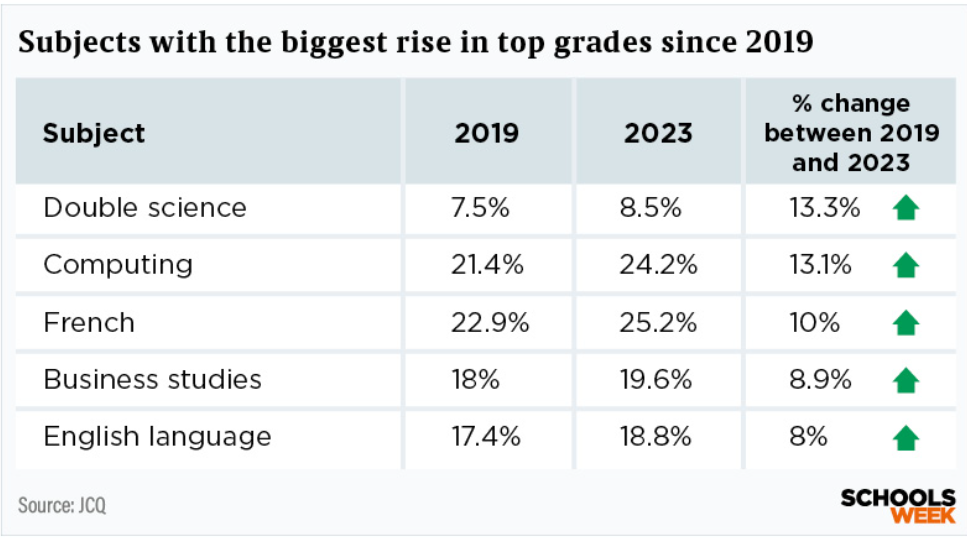 Subjects with the biggest rise in top grades since 2019
Subject 2019 2023 % change between 2019 and 2023
Double science 7.5% 8.5% 13.3%
Computing 21.4% 24.2% 13.1%
French 22.9% 25.2% 10%
Business studies 18% 19.6% 8.9%
English language 17.4% 18.8% 8%
Source: JCQ
SCHOOLS
WEEK